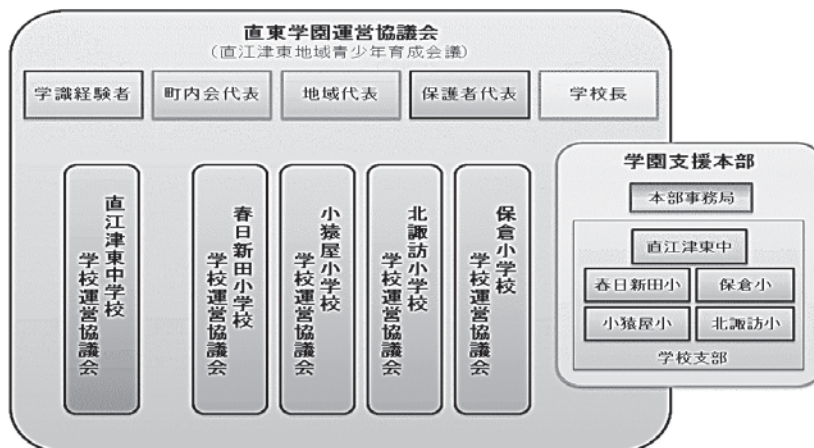 直東学園運営協議会
（直江津東地域青少年育成会議）
学識経験者
町内会代表
地域代表
保護者代表
学校長
直江津東中学校
学校運営協議会
春日新田小学校
学校運営協議会
小猿屋小学校
学校運営協議会
北諏訪小学校
学校運営協議会
保倉小学校
学校運営協議会
学園支援本部
本部事務局
直江津東中
春日新田小
保倉小
小猿屋小
北諏訪小
学校支部